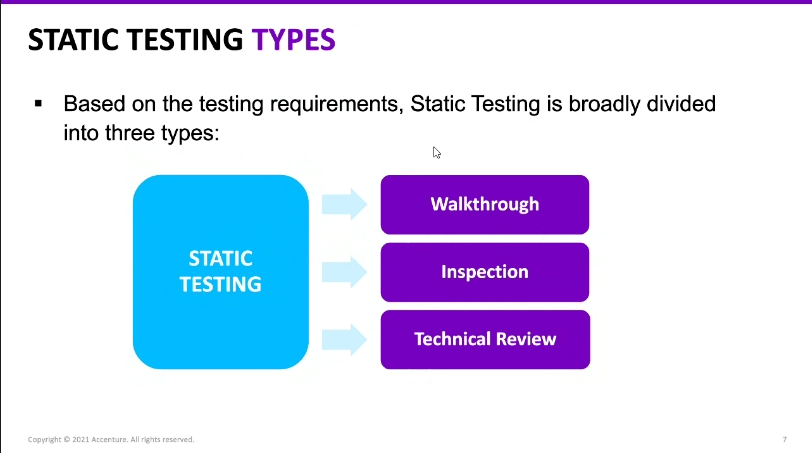 STATIC TESTING TYPES
▪ Based on the testing requirements, Static Testing is broadly divided
into three types:
STATIC
TESTING
Walkthrough
Inspection
Technical Review
Copyright © 2021 Accenture. All rights reserved.
7